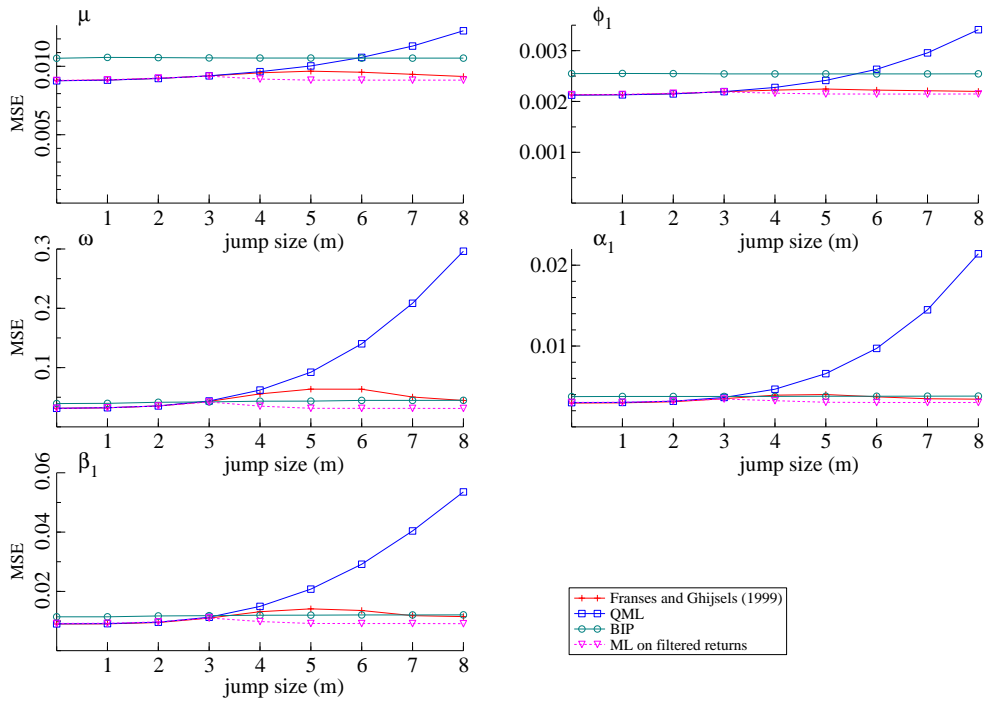 μ
MSE
0.010
0.005
1 2 3 4 5 6 7 8
jump size (m)
ϕ1
0.003
0.002
0.001
1 2 3 4 5 6 7 8
jump size (m)
ω
MSE
0.3
0.2
0.1
1 2 3 4 5 6 7 8
jump size (m)
α1
0.02
0.01
1 2 3 4 5 6 7 8
jump size (m)
β1
MSE
0.06
0.04
0.02
1 2 3 4 5 6 7 8
jump size (m)
Franses and Ghijsels (1999)
QML
BIP
ML on filtered returns